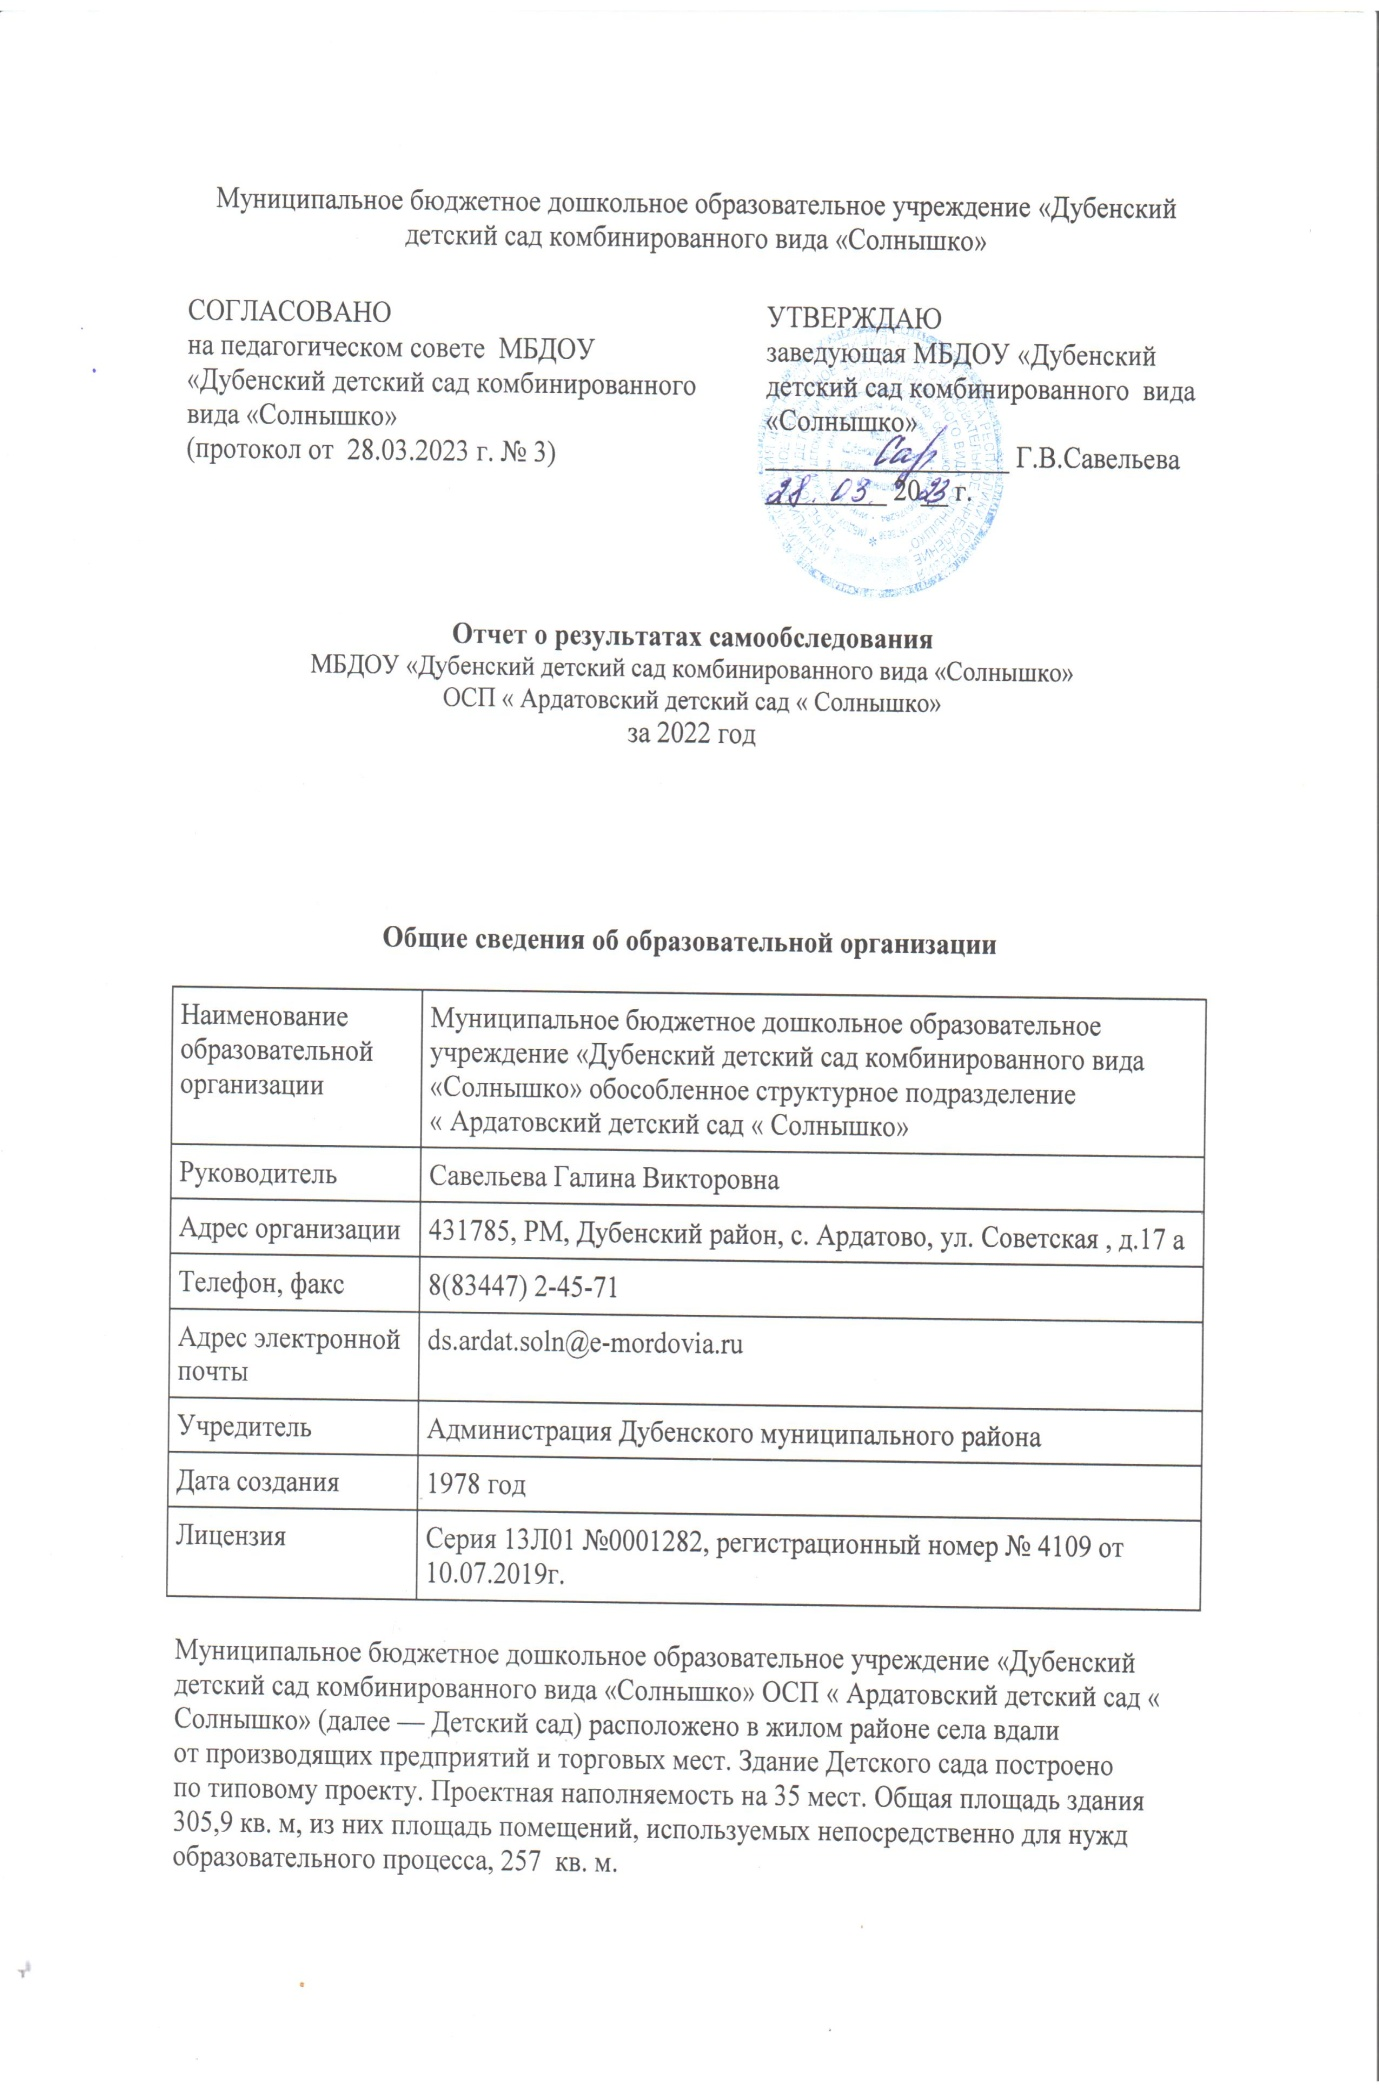 Муниципальное бюджетное дошкольное образовательное учреждение «Дубенский
детский сад комбинированного вида «Солнышко»
СОГЛАСОВАНО
на педагогическом совете МБДОУ
«Дубенский детский сад комбинированного
вида «Солнышко»
(протокол от 28.03.2023 г. № 3)
УТВЕРЖДАЮ
заведующая МБДОУ «Дубенский
детский сад комбинированного вида
«Солнышко»
Г.В.Савельева
28. 03. 2023 г.
Отчет о результатах самообследования
МБДОУ «Дубенский детский сад комбинированного вида «Солнышко»
ОСП « Ардатовский детский сад « Солнышко»
за 2022 год
Общие сведения об образовательной организации
Наименование
образовательной
организации
Муниципальное бюджетное дошкольное образовательное
учреждение «Дубенский детский сад комбинированного вида
«Солнышко» обособленное структурное подразделение
« Ардатовский детский сад « Солнышко»
Руководитель
Савельева Галина Викторовна
Адрес организации
431785, РМ, Дубенский район, с. Ардатово, ул. Советская , д.17 а
Телефон, факс
8(83447) 2-45-71
Адрес электронной
почты
ds.ardat.soln@e-mordovia.ru
Учредитель
Администрация Дубенского муниципального района
Дата создания
1978 год
Лицензия
Серия 13Л01 №0001282, регистрационный номер № 4109 от
10.07.2019г.
Муниципальное бюджетное дошкольное образовательное учреждение «Дубенский
детский сад комбинированного вида «Солнышко» ОСП « Ардатовский детский сад «
Солнышко» (далее — Детский сад) расположено в жилом районе села вдали
от производящих предприятий и торговых мест. Здание Детского сада построено
по типовому проекту. Проектная наполняемость на 35 мест. Общая площадь здания
305,9 кв. м, из них площадь помещений, используемых непосредственно для нужд
образовательного процесса, 257 кв. м.